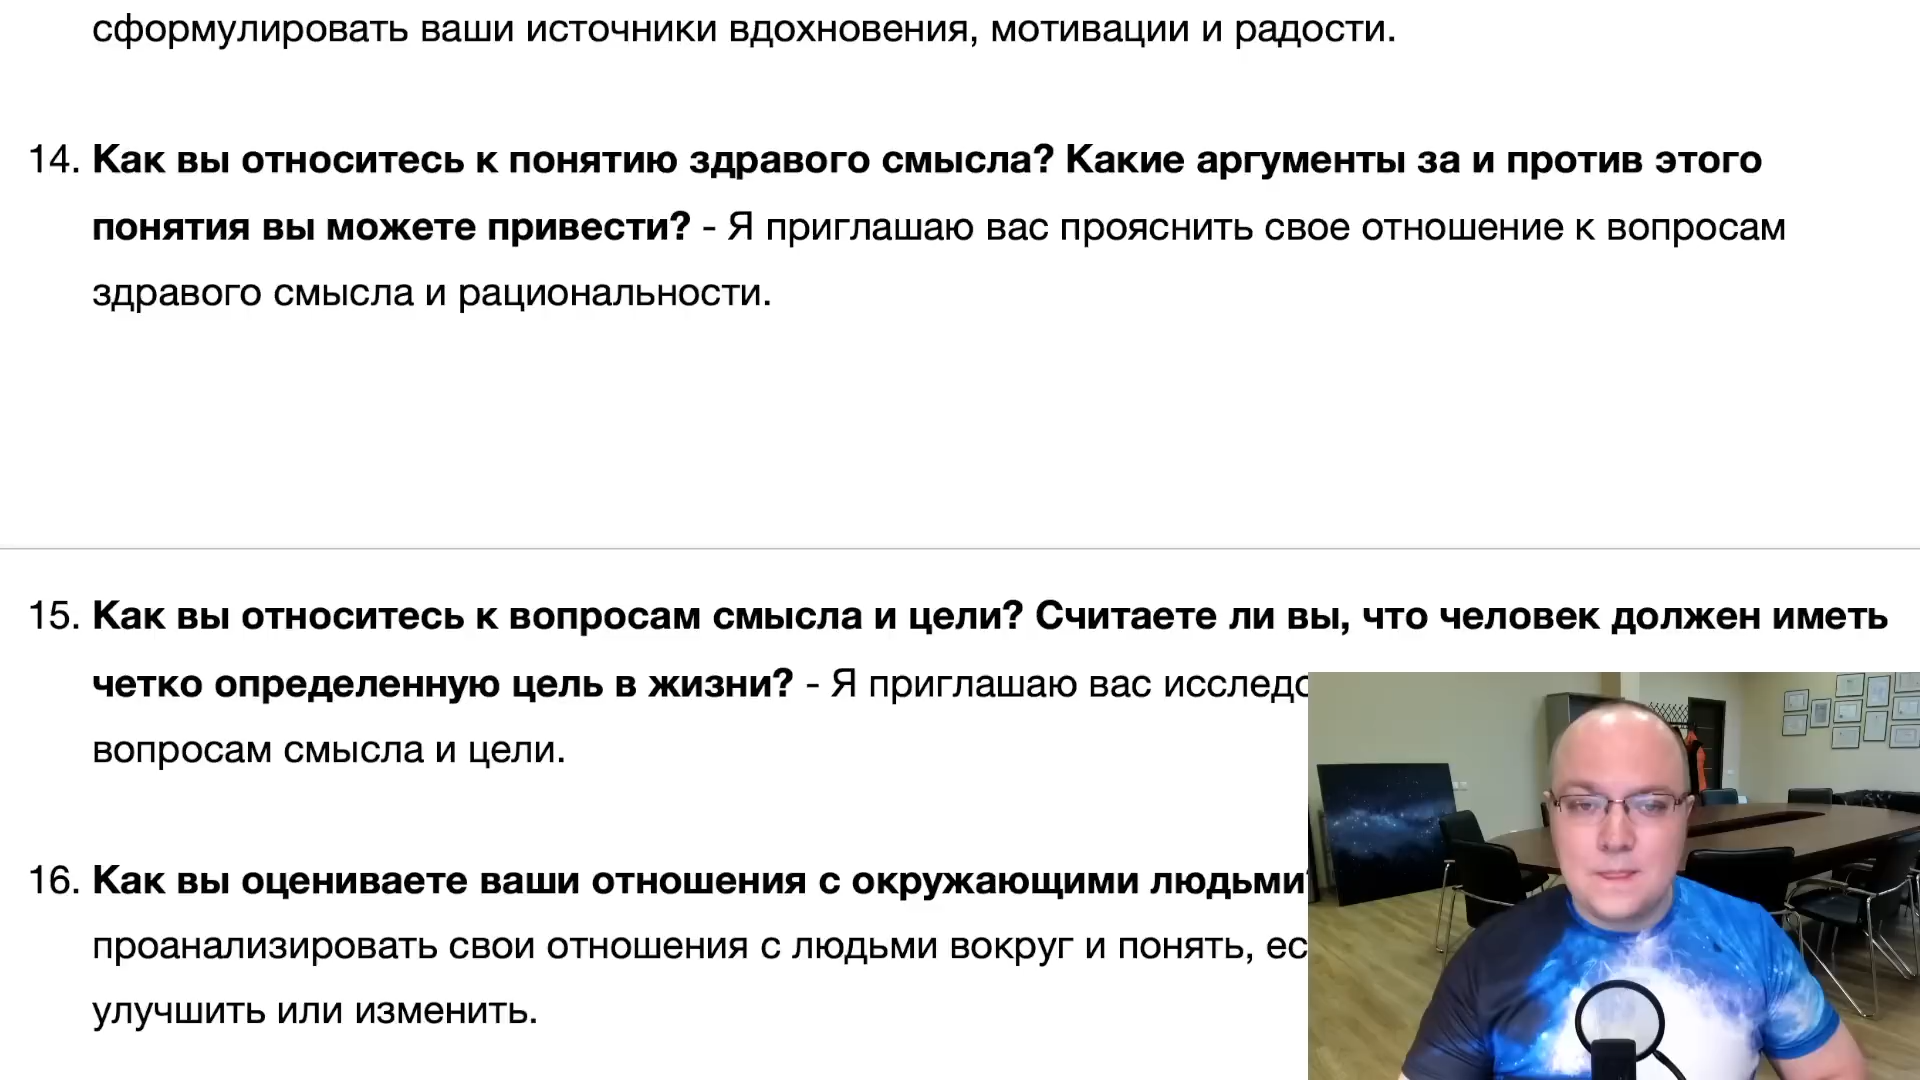 сформулировать ваши источники вдохновения, мотивации и радости.
14. Как вы относитесь к понятию здравого смысла? Какие аргументы за и против этого
понятия вы можете привести? - Я приглашаю вас прояснить свое отношение к вопросам
здравого смысла и рациональности.
15. Как вы относитесь к вопросам смысла и цели? Считаете ли вы, что человек должен иметь
четко определенную цель в жизни? - Я приглашаю вас
вопросам смысла и цели.
16. Как вы оцениваете ваши отношения с окружающими людьми?
проанализировать свои отношения с людьми вокруг и понять,
улучшить или изменить.